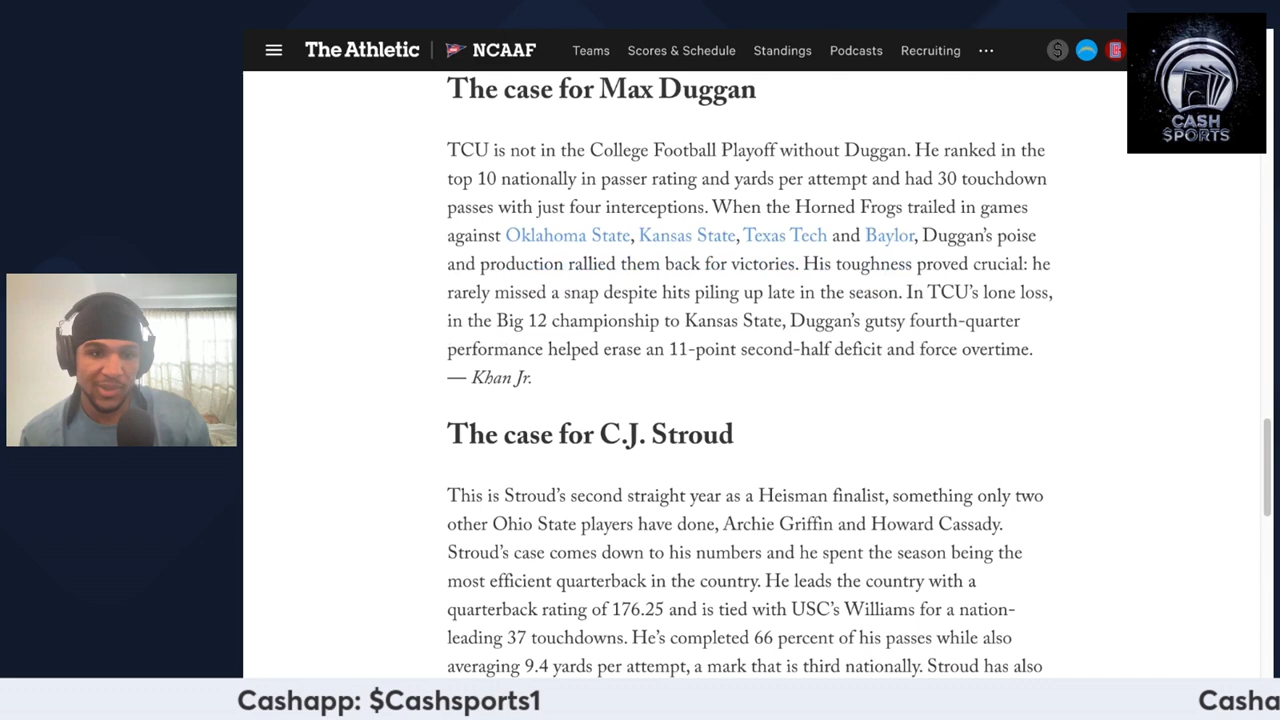 The Athletic NCAAF Teams Scores & Schedule Standings Podcasts Recruiting ...
CASH
$PORTS
The case for Max Duggan
TCU is not in the College Football Playoff without Duggan. He ranked in the
top 10 nationally in passer rating and yards per attempt and had 30 touchdown
passes with just four interceptions. When the Horned Frogs trailed in games
against Oklahoma State, Kansas State, Texas Tech and Baylor, Duggan’s poise
and production rallied them back for victories. His toughness proved crucial: he
rarely missed a snap despite hits piling up late in the season. In TCU’s lone loss,
in the Big 12 championship to Kansas State, Duggan’s gutsy fourth-quarter
performance helped erase an 11-point second-half deficit and force overtime.
— Khan Jr.
The case for C.J. Stroud
This is Stroud’s second straight year as a Heisman finalist, something only two
other Ohio State players have done, Archie Griffin and Howard Cassady.
Stroud’s case comes down to his numbers and he spent the season being the
most efficient quarterback in the country. He leads the country with a
quarterback rating of 176.25 and is tied with USC’s Williams for a nation-
leading 37 touchdowns. He’s completed 66 percent of his passes while also
averaging 9.4 yards per attempt, a mark that is third nationally. Stroud has also
Cashapp: $Cashsports1 Casha